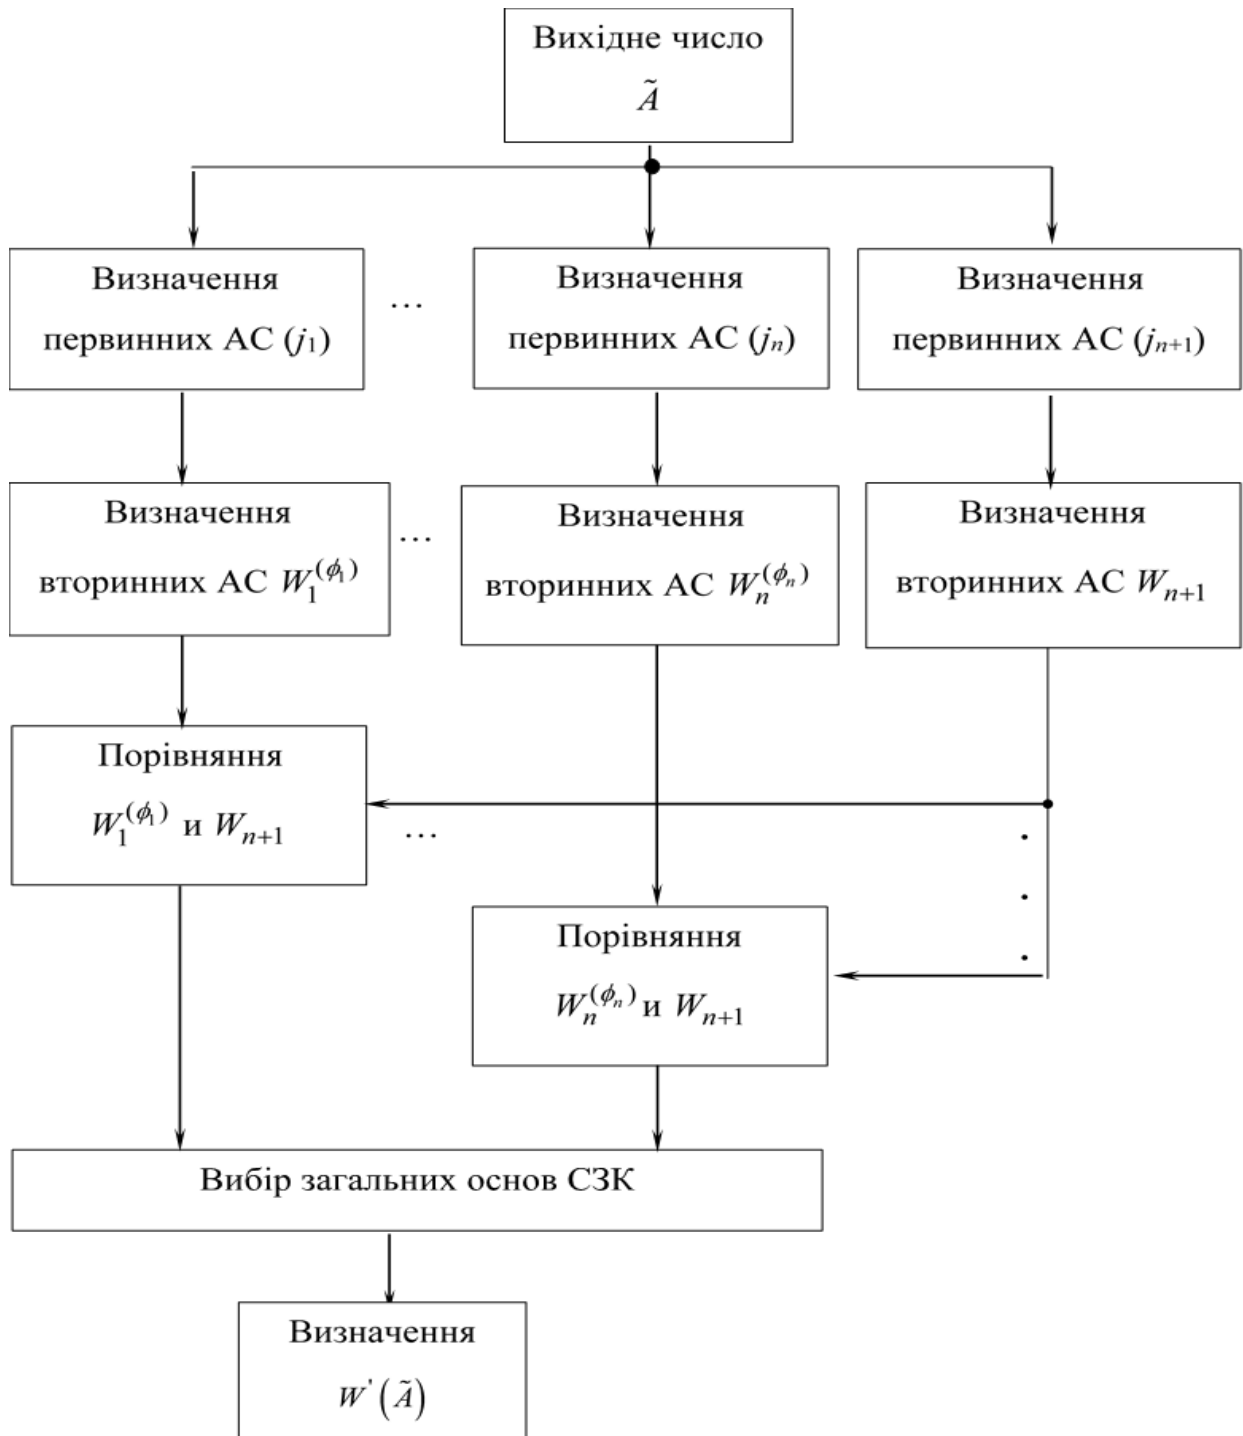 Вихідне число
Ã
Визначення
первинних АС (j₁)
...
Визначення
первинних АС (jₙ)
Визначення
первинних АС (jₙ₊₁)
Визначення
вторинних АС W₁^(ϕ₁)
...
Визначення
вторинних АС Wₙ^(ϕₙ)
Визначення
вторинних АС Wₙ₊₁
Порівняння
W₁^(ϕ₁) и Wₙ₊₁
...
Порівняння
Wₙ^(ϕₙ) и Wₙ₊₁
Вибір загальних основ СЗК
Визначення
W'(Ã)